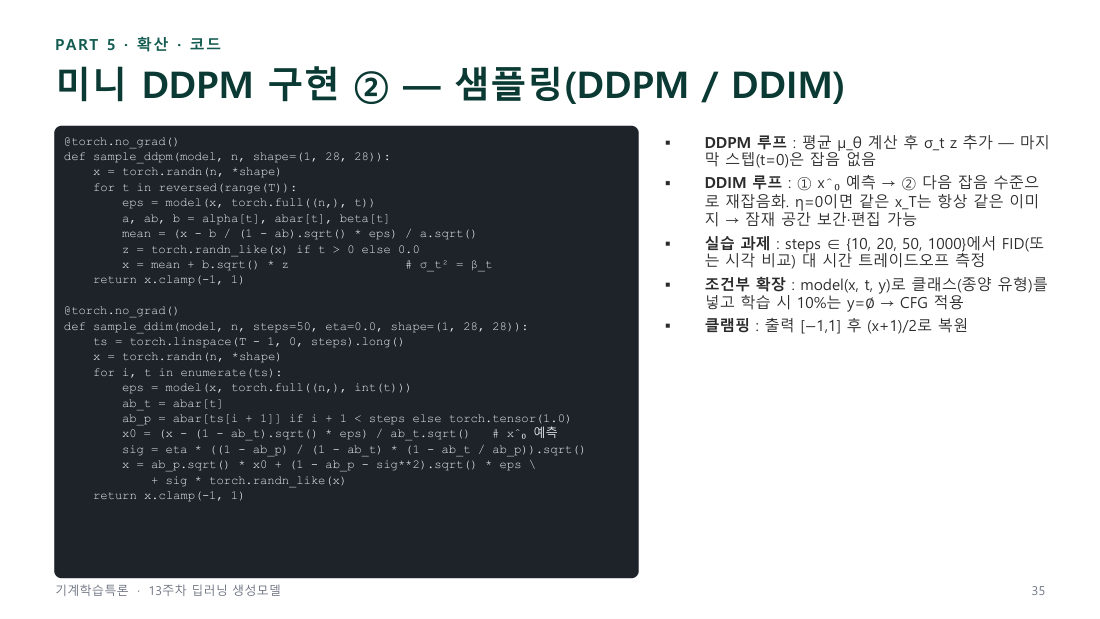 PART 5 · 확산 · 코드
미니 DDPM 구현 ② — 샘플링(DDPM / DDIM)
@torch.no_grad()
def sample_ddpm(model, n, shape=(1, 28, 28)):
    x = torch.randn(n, *shape)
    for t in reversed(range(T)):
        eps = model(x, torch.full((n,), t))
        a, ab, b = alpha[t], abar[t], beta[t]
        mean = (x - b / (1 - ab).sqrt() * eps) / a.sqrt()
        z = torch.randn_like(x) if t > 0 else 0.0
        x = mean + b.sqrt() * z                # σ_t² = β_t
    return x.clamp(-1, 1)
@torch.no_grad()
def sample_ddim(model, n, steps=50, eta=0.0, shape=(1, 28, 28)):
    ts = torch.linspace(T - 1, 0, steps).long()
    x = torch.randn(n, *shape)
    for i, t in enumerate(ts):
        eps = model(x, torch.full((n,), int(t)))
        ab_t = abar[t]
        ab_p = abar[ts[i + 1]] if i + 1 < steps else torch.tensor(1.0)
        x0 = (x - (1 - ab_t).sqrt() * eps) / ab_t.sqrt()   # xˆ₀ 예측
        sig = eta * ((1 - ab_p) / (1 - ab_t) * (1 - ab_t / ab_p)).sqrt()
        x = ab_p.sqrt() * x0 + (1 - ab_p - sig**2).sqrt() * eps \
            + sig * torch.randn_like(x)
    return x.clamp(-1, 1)
▪ DDPM 루프 : 평균 μ_θ 계산 후 σ_t z 추가 — 마지
막 스텝(t=0)은 잡음 없음
▪ DDIM 루프 : ① xˆ₀ 예측 → ② 다음 잡음 수준으
로 재잡음화. η=0이면 같은 x_T는 항상 같은 이미
지 → 잠재 공간 보간·편집 가능
▪ 실습 과제 : steps ∈ {10, 20, 50, 1000}에서 FID(또
는 시각 비교) 대 시간 트레이드오프 측정
▪ 조건부 확장 : model(x, t, y)로 클래스(종양 유형)를
넣고 학습 시 10%는 y=∅ → CFG 적용
▪ 클램핑 : 출력 [−1,1] 후 (x+1)/2로 복원
기계학습특론 · 13주차 딥러닝 생성모델
35